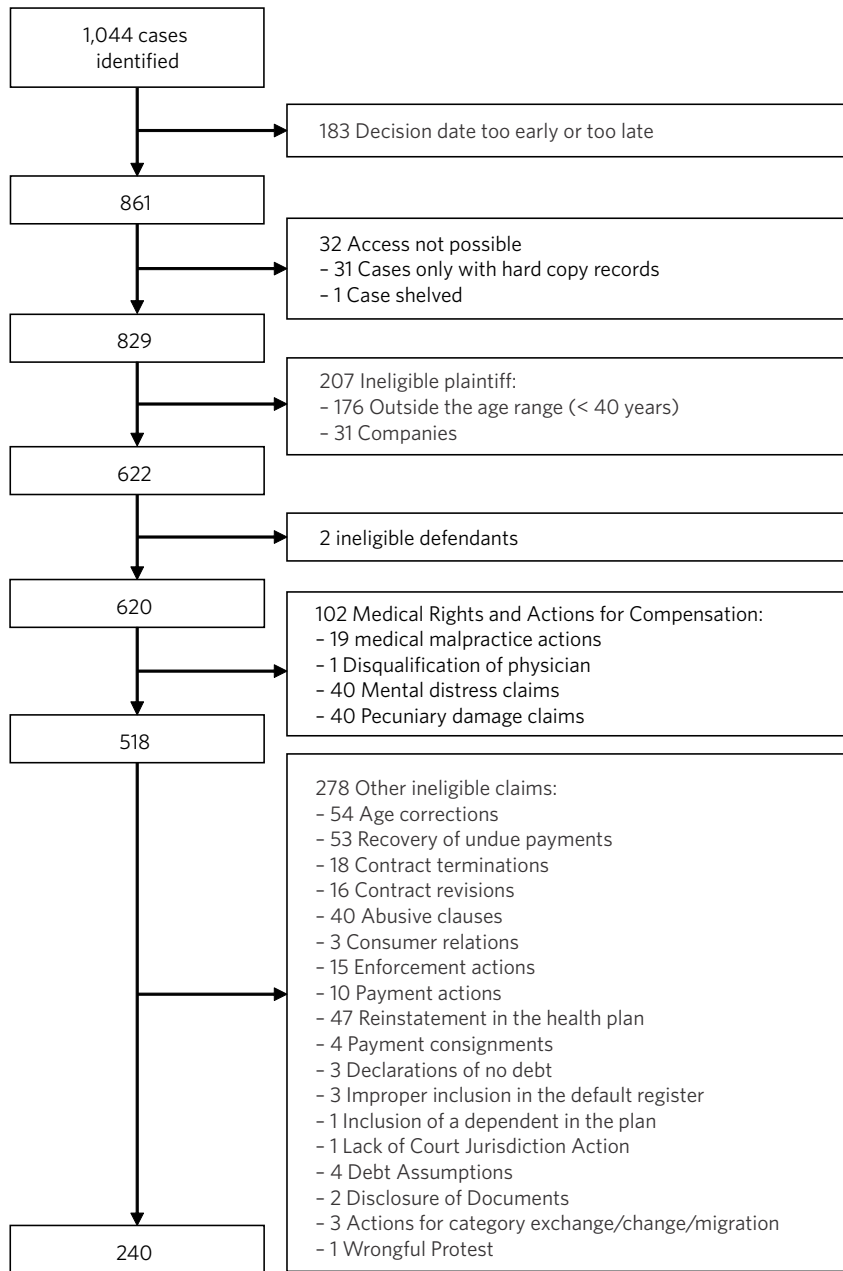 1,044 cases
identified
183 Decision date too early or too late
861
32 Access not possible
– 31 Cases only with hard copy records
– 1 Case shelved
829
207 Ineligible plaintiff:
– 176 Outside the age range (< 40 years)
– 31 Companies
622
2 ineligible defendants
620
102 Medical Rights and Actions for Compensation:
– 19 medical malpractice actions
– 1 Disqualification of physician
– 40 Mental distress claims
– 40 Pecuniary damage claims
518
278 Other ineligible claims:
– 54 Age corrections
– 53 Recovery of undue payments
– 18 Contract terminations
– 16 Contract revisions
– 40 Abusive clauses
– 3 Consumer relations
– 15 Enforcement actions
– 10 Payment actions
– 47 Reinstatement in the health plan
– 4 Payment consignments
– 3 Declarations of no debt
– 3 Improper inclusion in the default register
– 1 Inclusion of a dependent in the plan
– 1 Lack of Court Jurisdiction Action
– 4 Debt Assumptions
– 2 Disclosure of Documents
– 3 Actions for category exchange/change/migration
– 1 Wrongful Protest
240